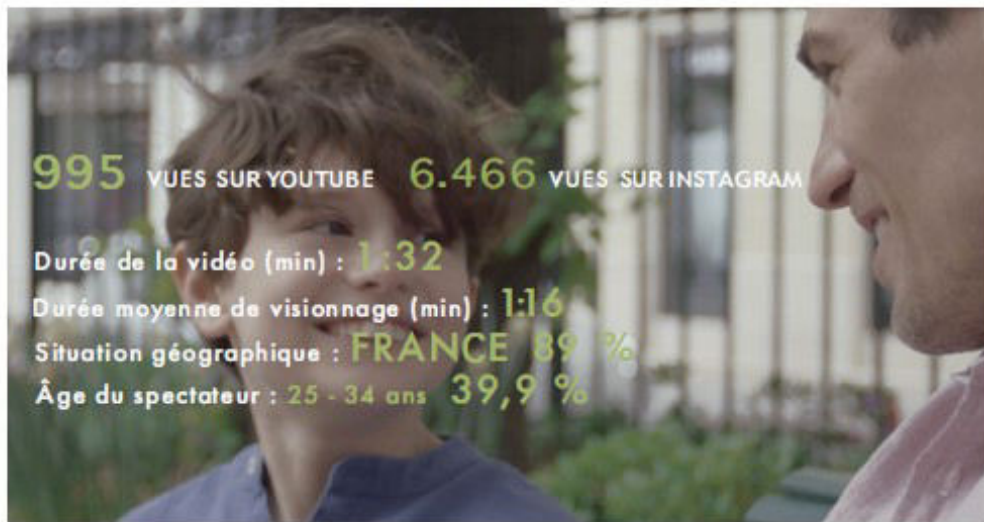 995 VUES SUR YOUTUBE 6.466 VUES SUR INSTAGRAM
Durée de la vidéo (min) : 1:32
Durée moyenne de visionnage (min) : 1:16
Situation géographique : FRANCE 89 %
Âge du spectateur : 25 - 34 ans 39,9 %